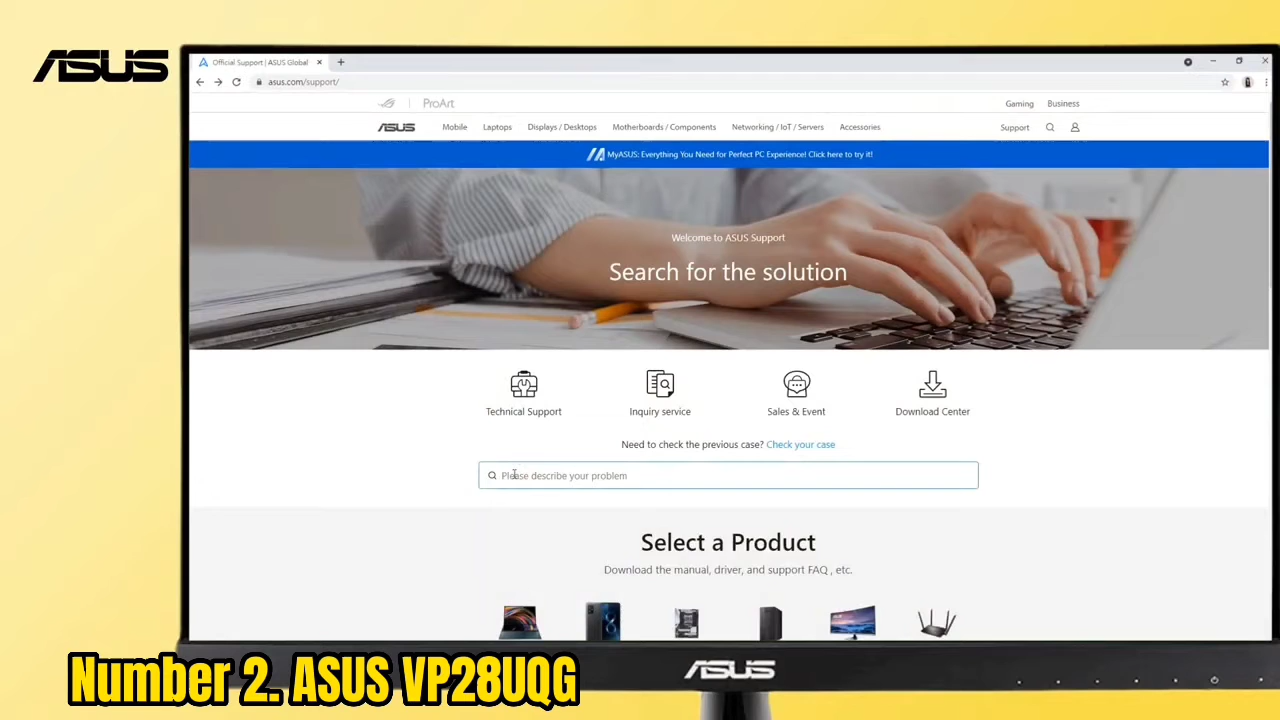 ASUS
Official Support | ASUS Global
asus.com/support/
ProArt
Gaming Business
ASUS Mobile Laptops Displays / Desktops Motherboards / Components Networking / IoT / Servers Accessories Support
MyASUS: Everything You Need for Perfect PC Experience! Click here to try it!
Welcome to ASUS Support
Search for the solution
Technical Support Inquiry service Sales & Event Download Center
Need to check the previous case? Check your case
Please describe your problem
Select a Product
Download the manual, driver, and support FAQ , etc.
ASUS
Number 2. ASUS VP28UQG